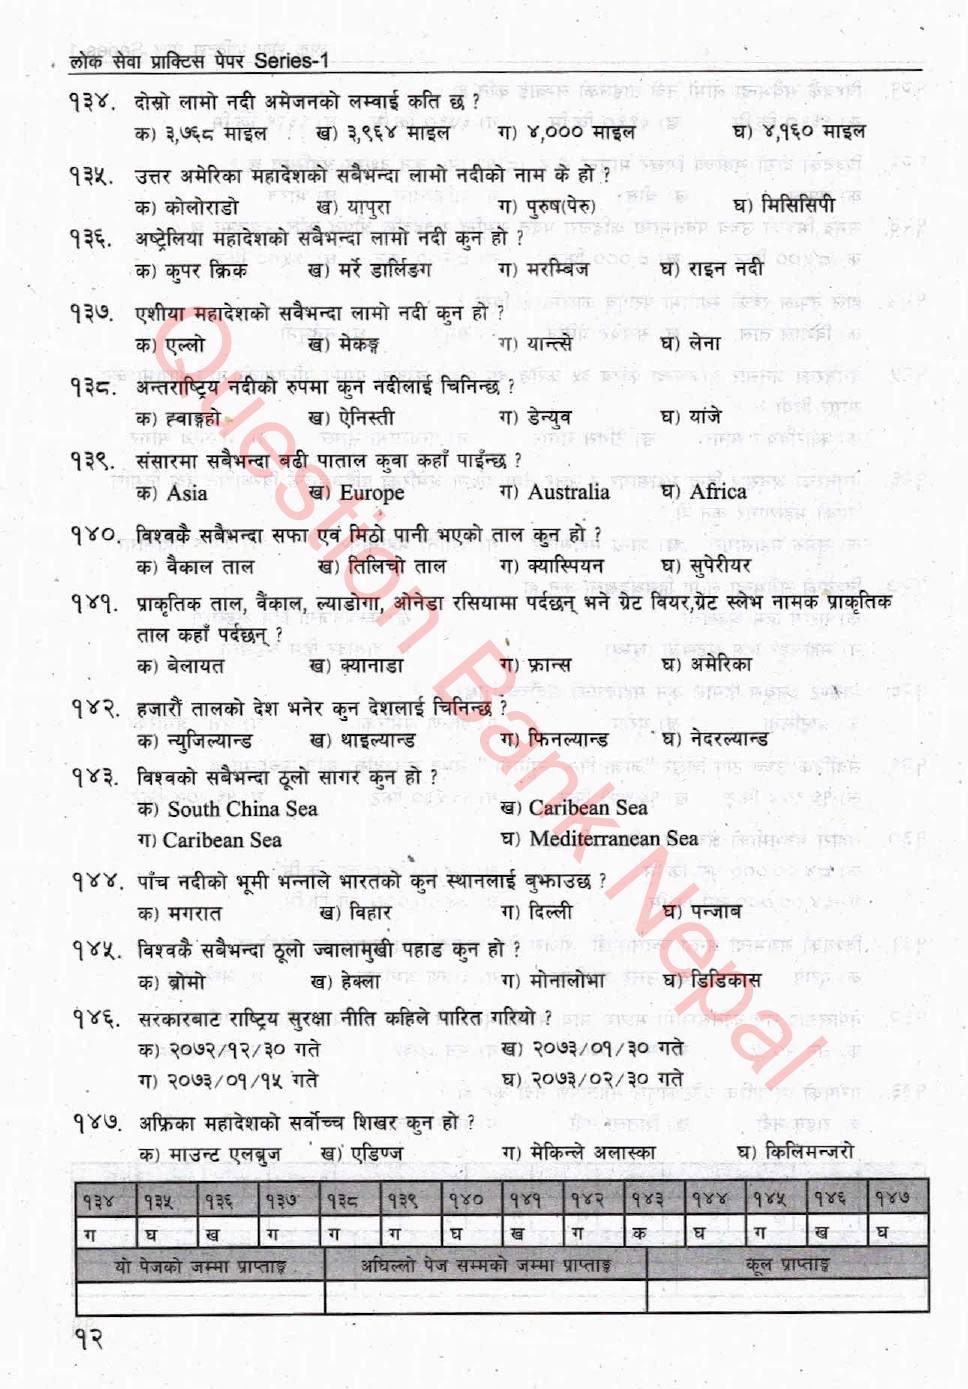 लोक सेवा प्राक्टिस पेपर Series-1
१३४. दोस्रो लामो नदी अमेजनको लम्वाई कति छ ?
क) ३,७६८ माइल ख) ३,९६४ माइल ग) ४,००० माइल घ) ४,१६० माइल
१३५. उत्तर अमेरिका महादेशको सबैभन्दा लामो नदीको नाम के हो ?
क) कोलोराडो ख) यापुरा ग) पुरुष(पेरु) घ) मिसिसिपी
१३६. अष्ट्रेलिया महादेशको सबैभन्दा लामो नदी कुन हो ?
क) कुपर क्रिक ख) मर्रे डार्लिङग ग) मरम्बिज घ) राइन नदी
१३७. एशीया महादेशको सवैभन्दा लामो नदी कुन हो ?
क) एल्लो ख) मेकङ्ग ग) यान्त्से घ) लेना
१३८. अन्तराष्ट्रिय नदीको रुपमा कुन नदीलाई चिनिन्छ ?
क) ह्वाङ्गहो ख) ऐनिस्ती ग) डेन्युव घ) यांजे
१३९. संसारमा सबैभन्दा बढी पाताल कुवा कहाँ पाइँन्छ ?
क) Asia ख) Europe ग) Australia घ) Africa
१४०. विश्वकै सबैभन्दा सफा एवं मिठो पानी भएको ताल कुन हो ?
क) वैकाल ताल ख) तिलिचो ताल ग) क्यास्पियन घ) सुपेरीयर
१४१. प्राकृतिक ताल, वैंकाल, ल्याडोगा, ओनेडा रसियामा पर्दछन् भने ग्रेट वियर,ग्रेट स्लेभ नामक प्राकृतिक
ताल कहाँ पर्दछन् ?
क) बेलायत ख) क्यानाडा ग) फ्रान्स घ) अमेरिका
१४२. हजारौं तालको देश भनेर कुन देशलाई चिनिन्छ ?
क) न्युजिल्यान्ड ख) थाइल्यान्ड ग) फिनल्यान्ड घ) नेदरल्यान्ड
१४३. विश्वको सबैभन्दा ठूलो सागर कुन हो ?
क) South China Sea ख) Caribean Sea
ग) Caribean Sea घ) Mediterranean Sea
१४४. पाँच नदीको भूमी भन्नाले भारतको कुन स्थानलाई बुझाउछ ?
क) मगरात ख) विहार ग) दिल्ली घ) पन्जाब
१४५. विश्वकै सबैभन्दा ठूलो ज्वालामुखी पहाड कुन हो ?
क) ब्रोमो ख) हेक्ला ग) मोनालोभा घ) डिडिकास
१४६. सरकारबाट राष्ट्रिय सुरक्षा नीति कहिले पारित गरियो ?
क) २०७२/१२/३० गते ख) २०७३/०१/३० गते
ग) २०७३/०१/१५ गते घ) २०७३/०२/३० गते
१४७. अफ्रिका महादेशको सर्वोच्च शिखर कुन हो ?
क) माउन्ट एलब्रुज ख) एडिण्ज ग) मेकिन्ले अलास्का घ) किलिमन्जरो
१३४ १३५ १३६ १३७ १३८ १३९ १४० १४१ १४२ १४३ १४४ १४५ १४६ १४७
ग घ ख ग ग ग घ ख ग क घ ग ख घ
यो पेजको जम्मा प्राप्ताङ्क अघिल्लो पेज सम्मको जम्मा प्राप्ताङ्क कूल प्राप्ताङ्क
१२
Question Bank Nepal